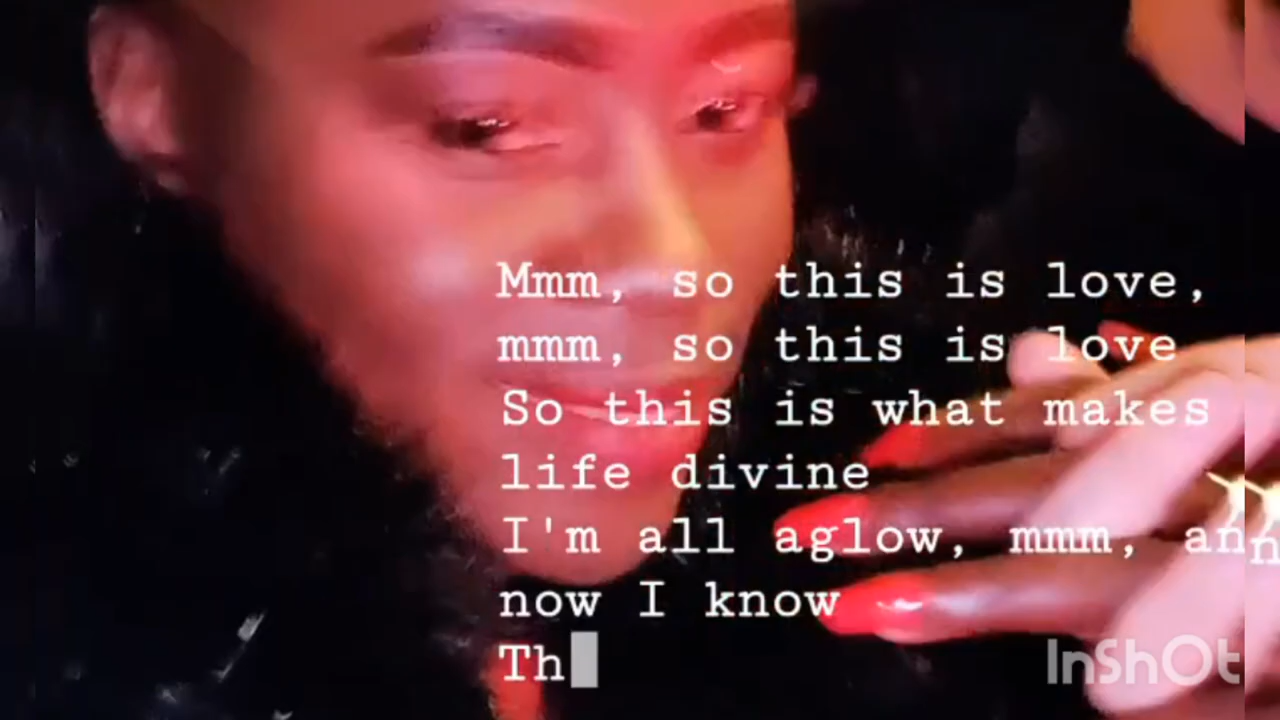 Mmm, so this is love,
mmm, so this is love
So this is what makes
life divine
I'm all aglow, mmm, an
now I know
Th
InShOt